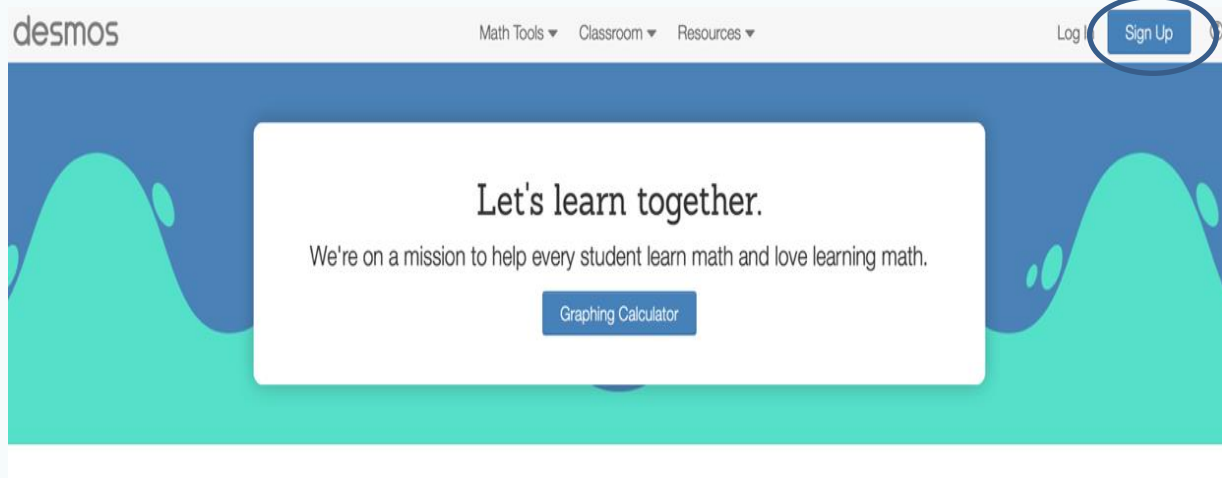 desmos
Math Tools Classroom Resources
Log Sign Up
Let's learn together.
We're on a mission to help every student learn math and love learning math.
Graphing Calculator